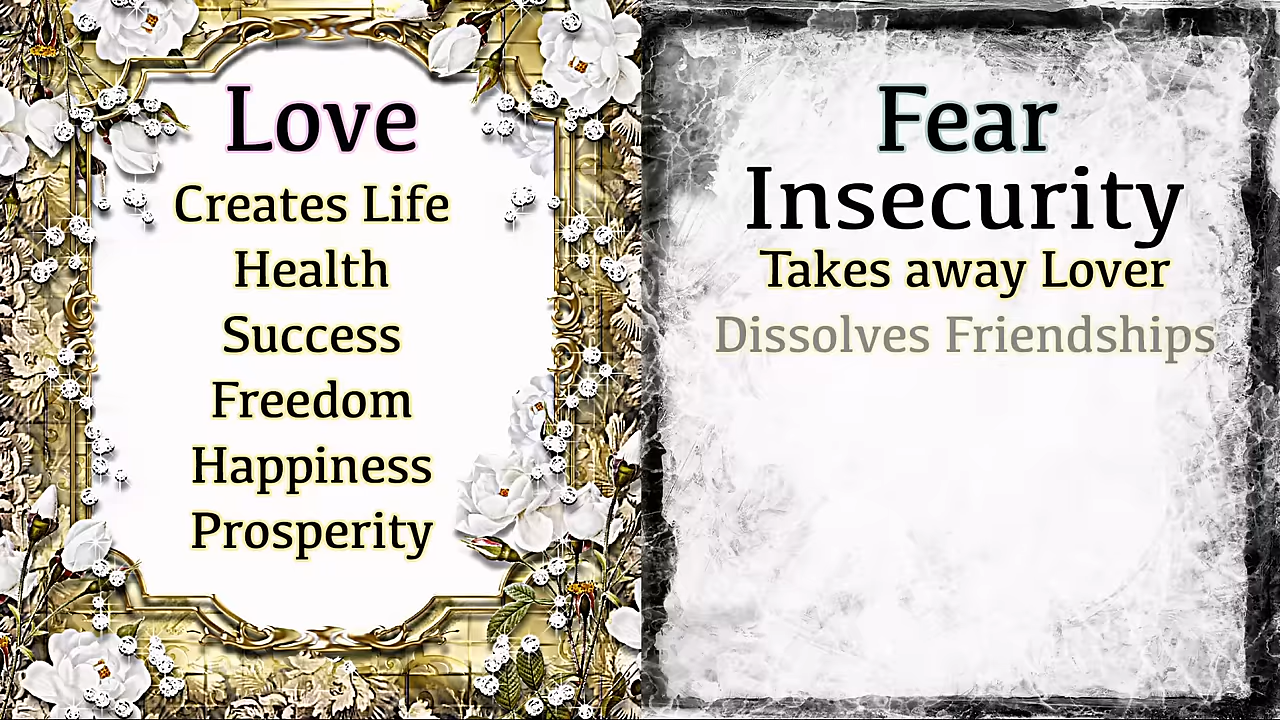 Love
Creates Life
Health
Success
Freedom
Happiness
Prosperity
Fear
Insecurity
Takes away Lover
Dissolves Friendships